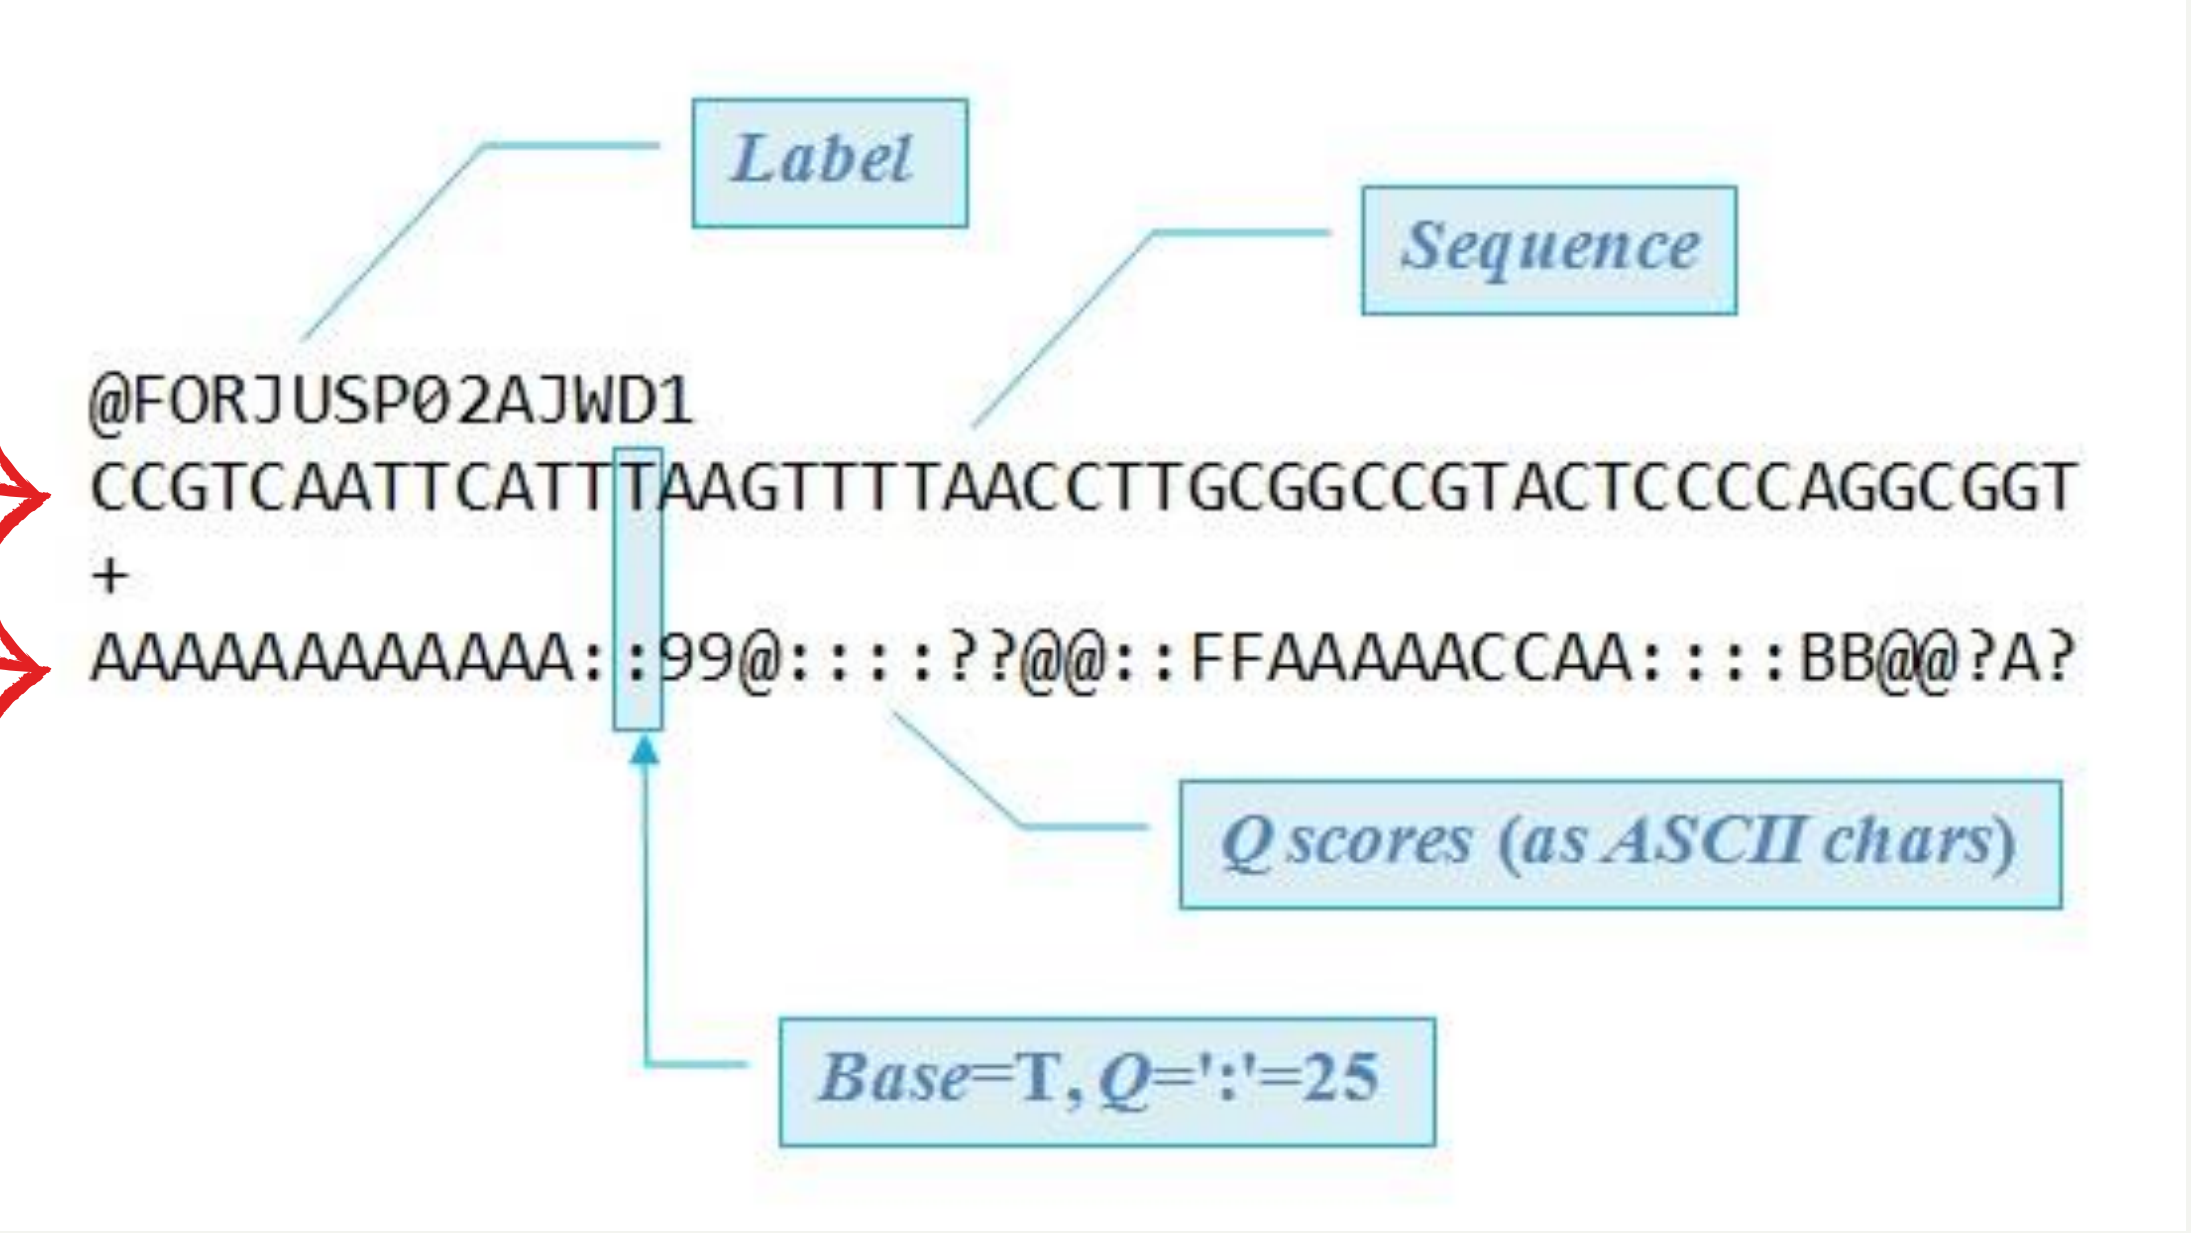 Label
Sequence
@FORJUSP02AJWD1
CCGTCAATTCATTTAAGTTTTAACCTTGCGGCCGTACTCCCCAGGCGGT
+
AAAAAAAAAAAA::99@::::??@@::FFAAAAACCAA::::BB@@?A?
Q scores (as ASCII chars)
Base=T, Q=':'=25